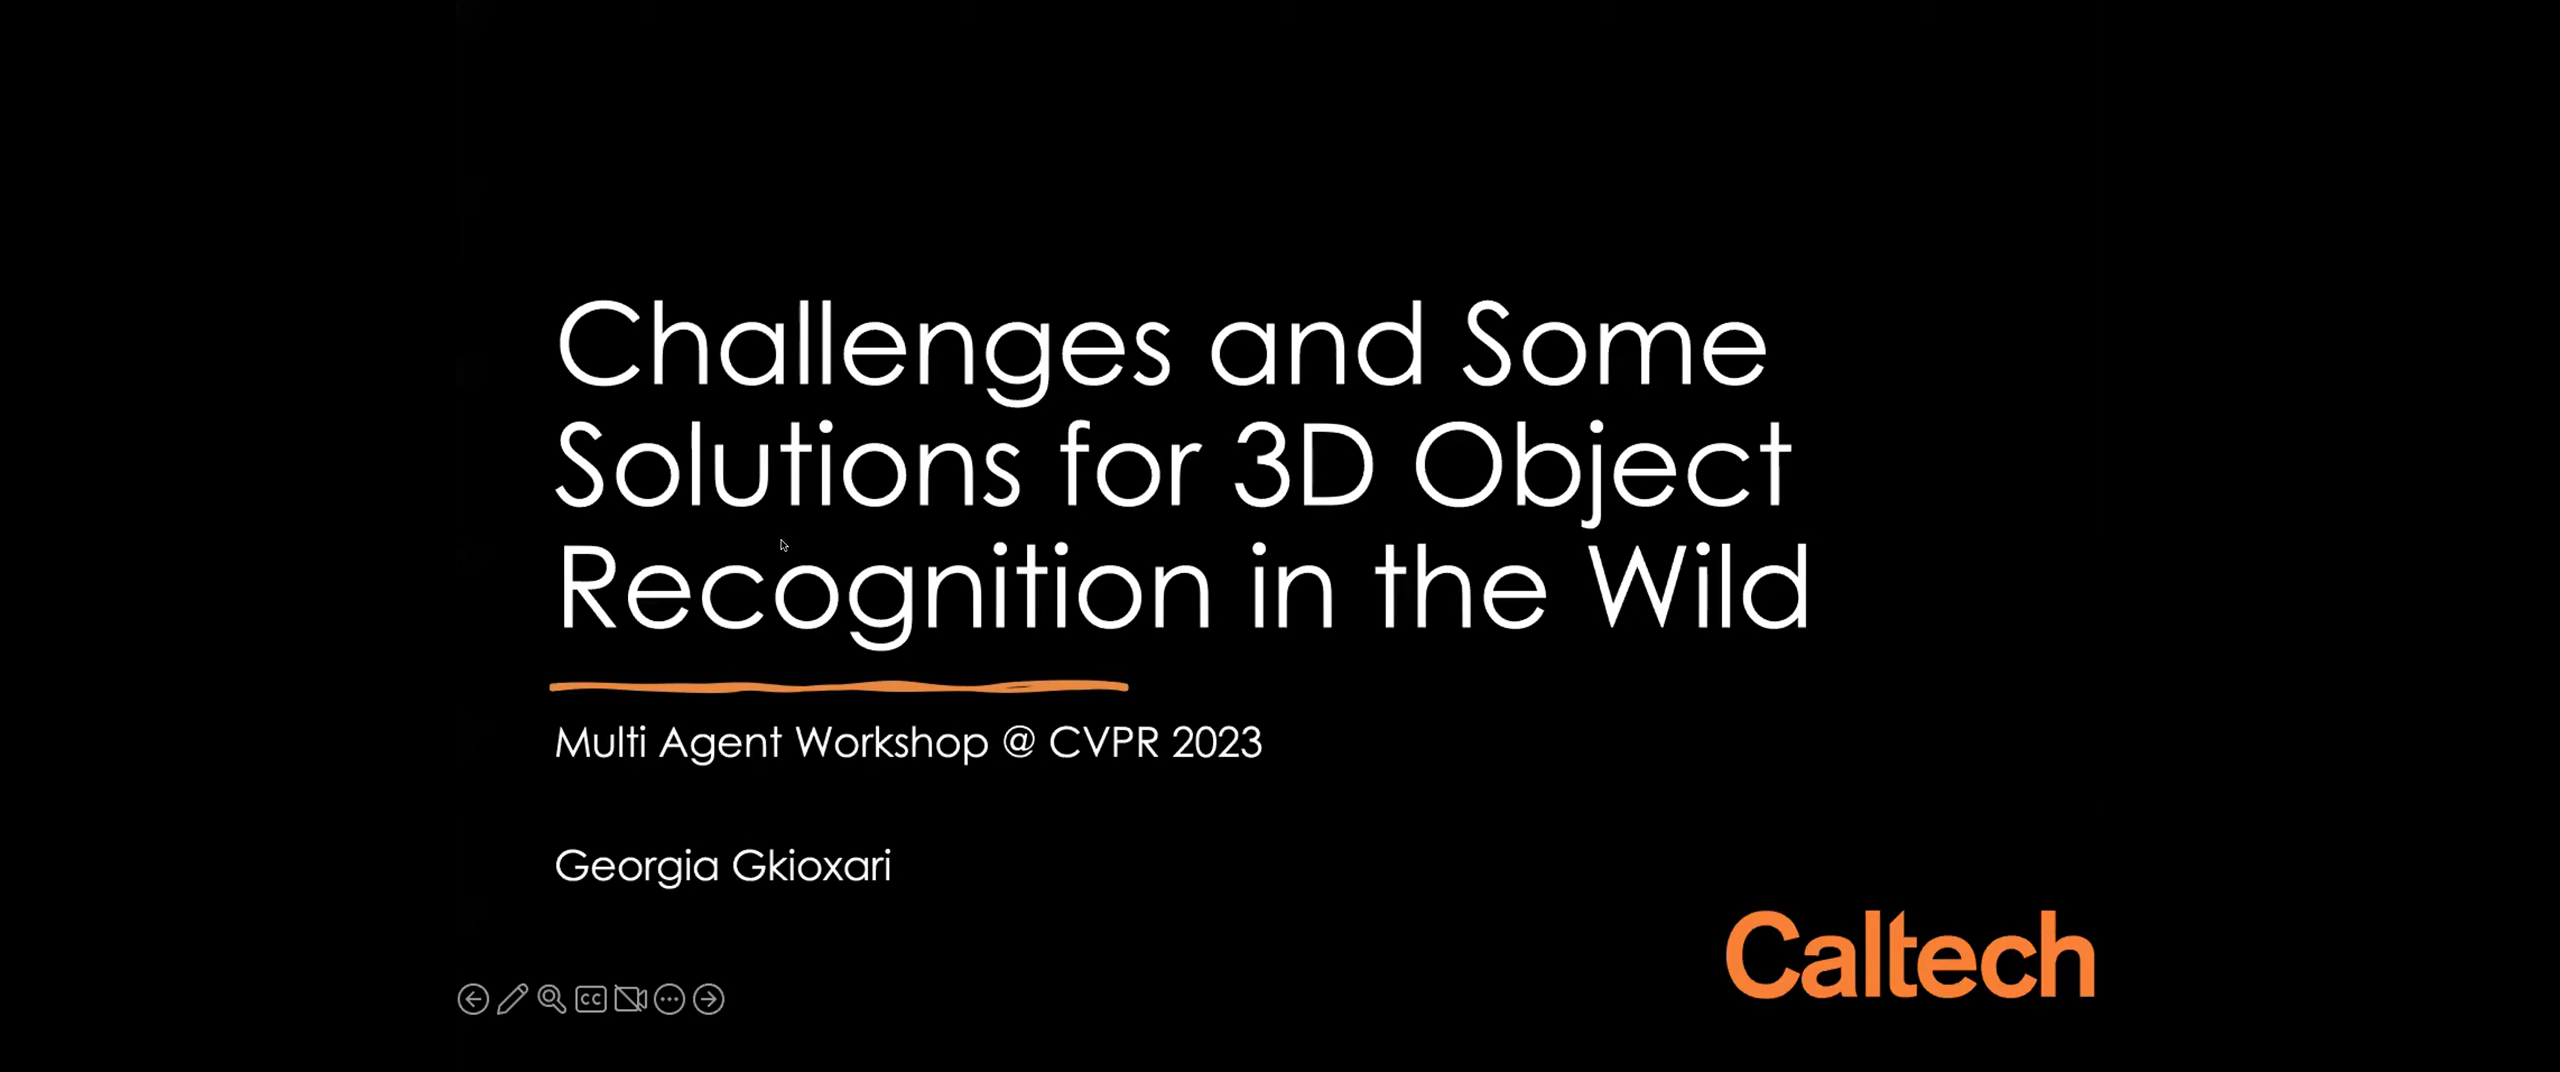 Challenges and Some
Solutions for 3D Object
Recognition in the Wild
Multi Agent Workshop @ CVPR 2023
Georgia Gkioxari
Caltech
CC